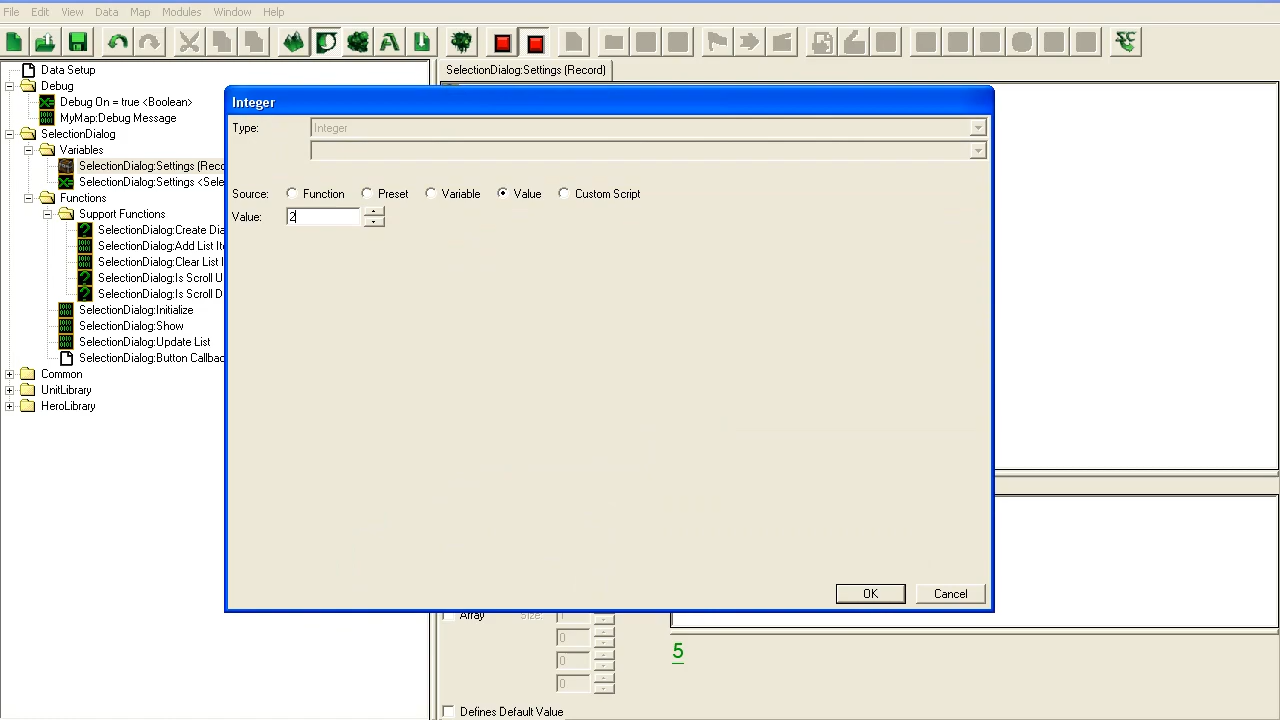 File Edit View Data Map Modules Window Help
Data Setup
SelectionDialog:Settings (Record)
Debug
Debug On = true <Boolean>
MyMap:Debug Message
SelectionDialog
Variables
SelectionDialog:Settings (Reco
SelectionDialog:Settings <Sele
Functions
Support Functions
SelectionDialog:Create Dia
SelectionDialog:Add List Ite
SelectionDialog:Clear List I
SelectionDialog:Is Scroll U
SelectionDialog:Is Scroll D
SelectionDialog:Initialize
SelectionDialog:Show
SelectionDialog:Update List
SelectionDialog:Button Callbac
Common
UnitLibrary
HeroLibrary
Integer
Type: Integer
Source: Function Preset Variable Value Custom Script
Value: 2
OK Cancel
Array Size: 1
0
0
0
5
Defines Default Value